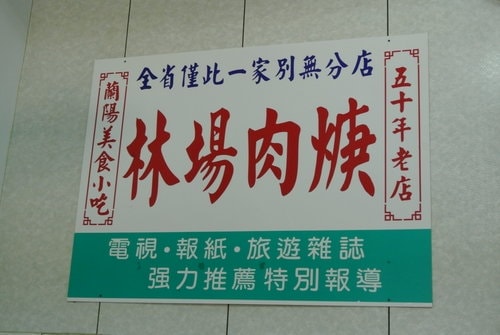 全省僅此一家別無分店
蘭陽美食小吃
林場肉焿
五十年老店
電視·報紙·旅遊雜誌
强力推薦特別報導